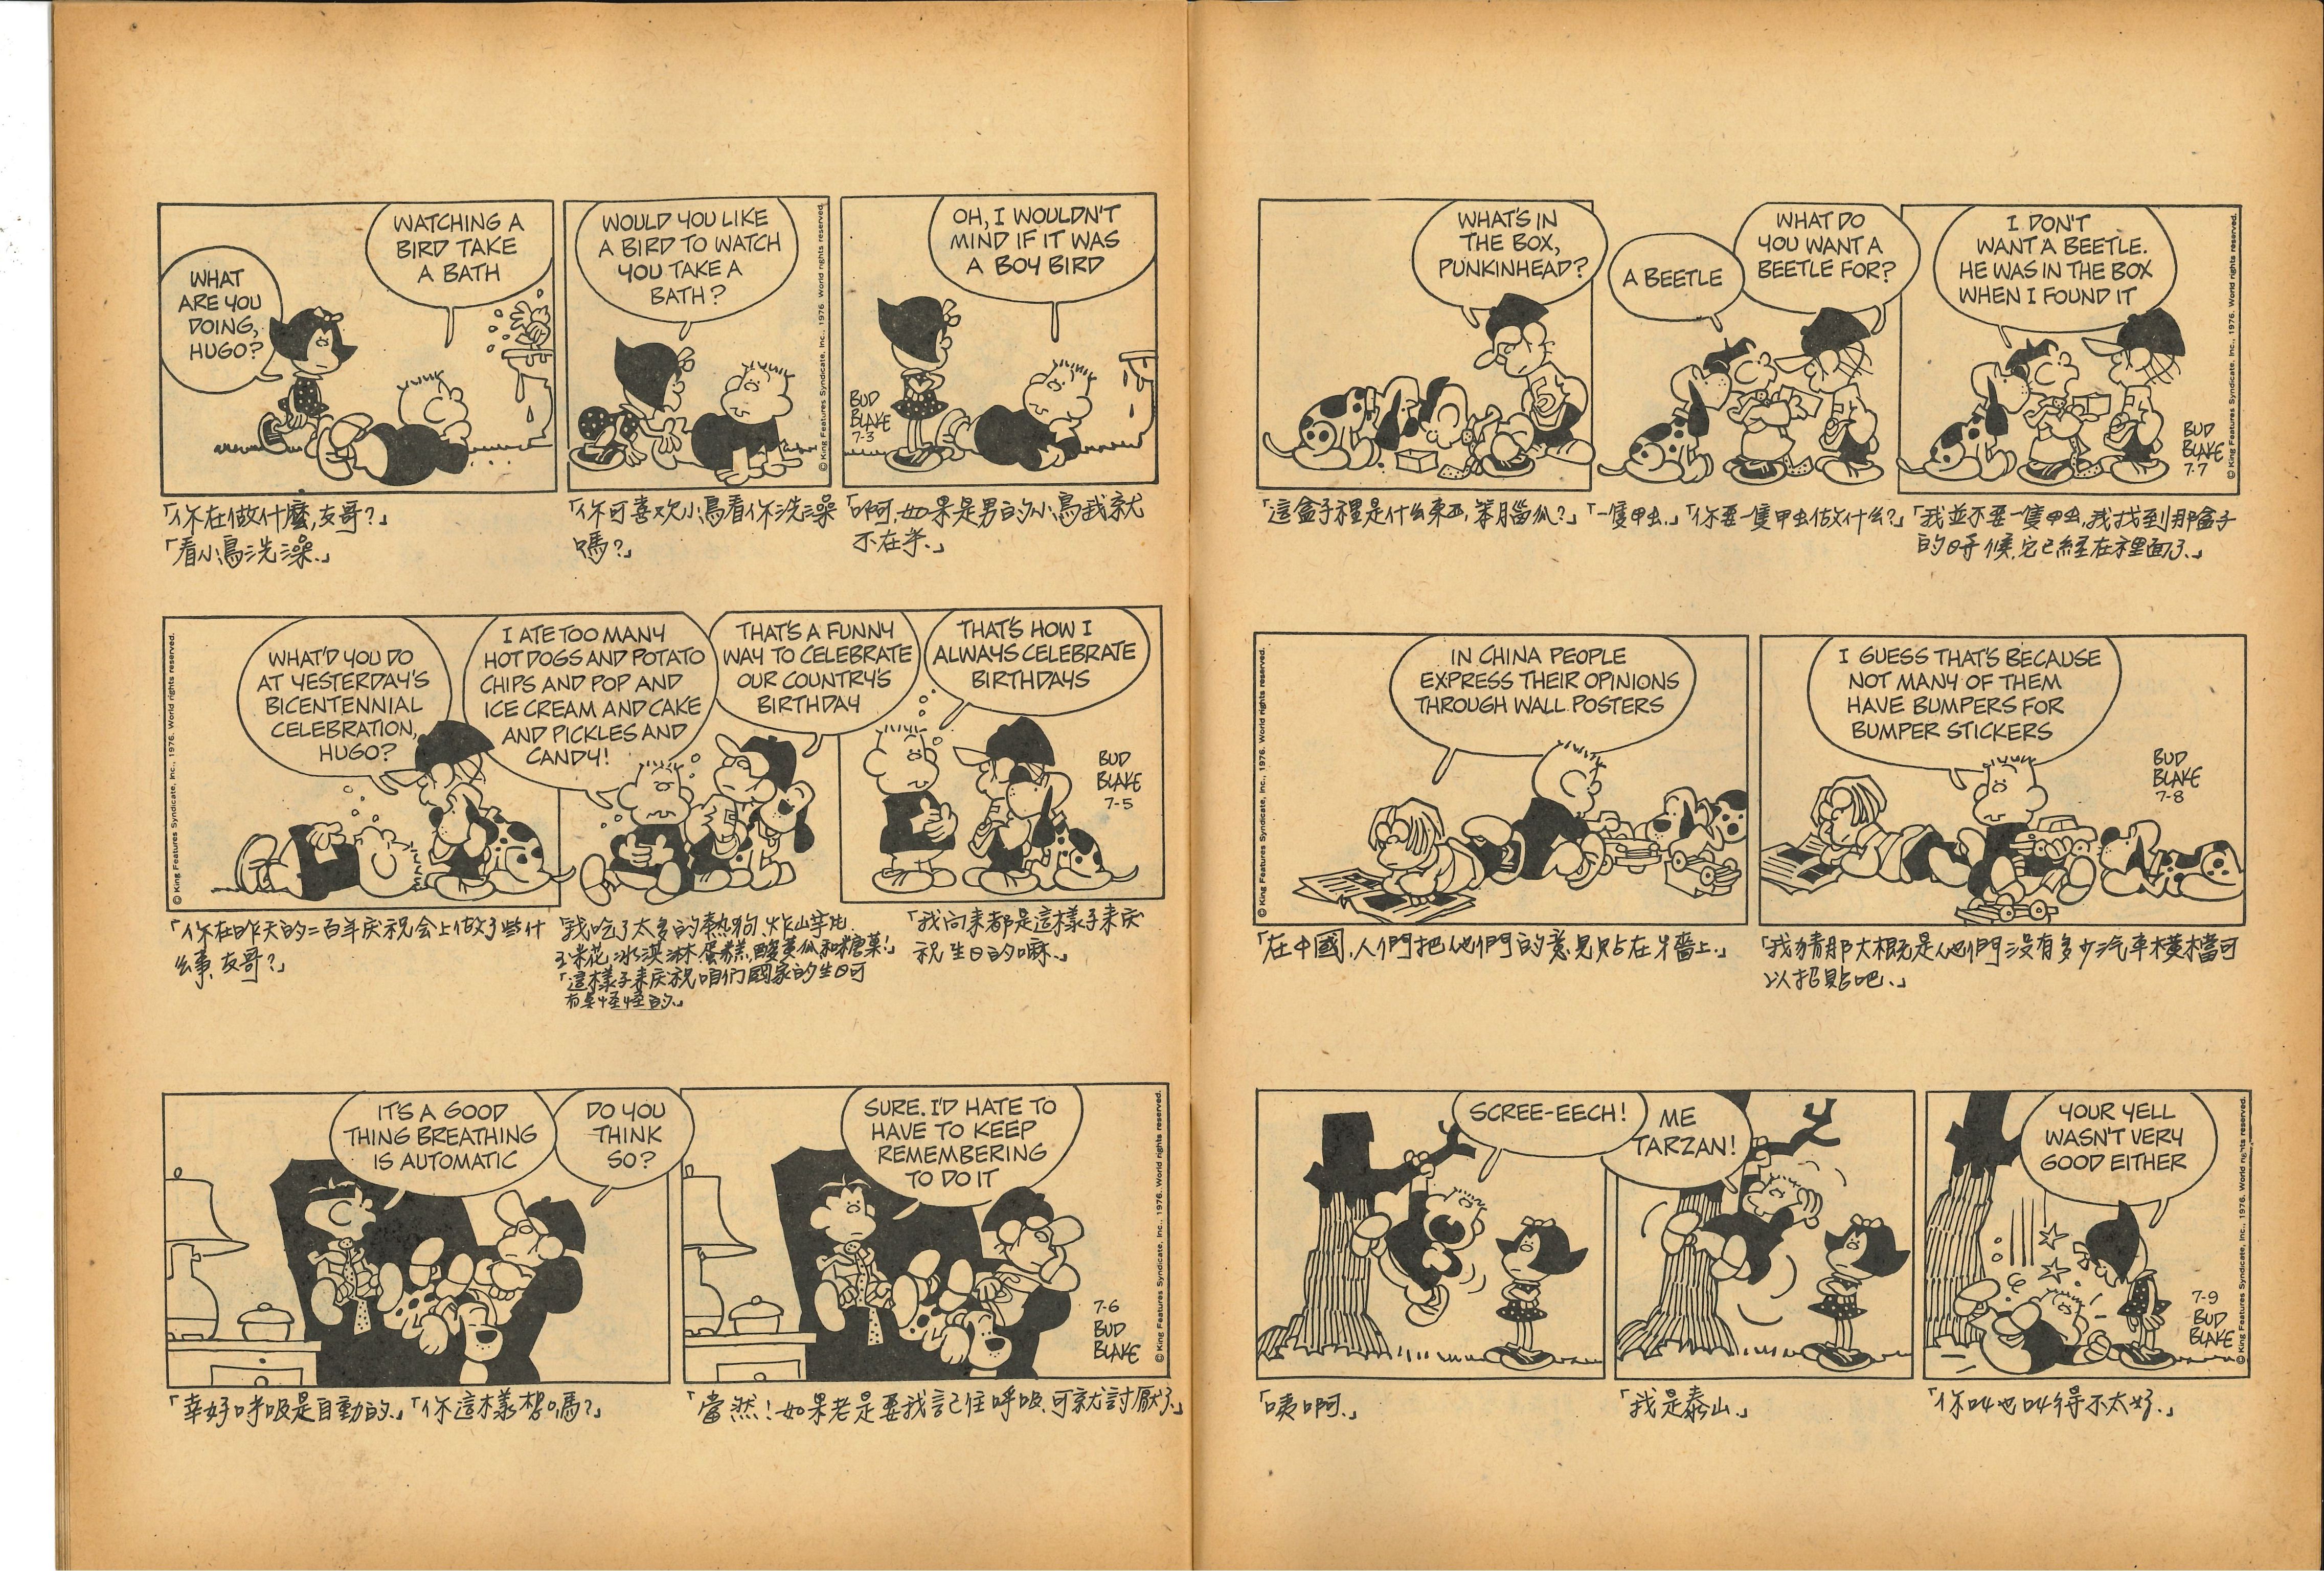 WHAT
ARE YOU
DOING,
HUGO?
WATCHING A
BIRD TAKE
A BATH
WOULD YOU LIKE
A BIRD TO WATCH
YOU TAKE A
BATH?
© King Features Syndicate, Inc., 1976. World rights reserved.
OH, I WOULDN'T
MIND IF IT WAS
A BOY BIRD
BUD
BLAKE
7-3
「你在做什麼,友哥?」
「看小鳥洗澡.」
「你可喜欢小鳥看你洗澡
嗎?」
「啊,如果是男的小鳥我就
不在乎.」
© King Features Syndicate, Inc., 1976. World rights reserved.
WHAT'D YOU DO
AT YESTERDAY'S
BICENTENNIAL
CELEBRATION,
HUGO?
I ATE TOO MANY
HOT DOGS AND POTATO
CHIPS AND POP AND
ICE CREAM AND CAKE
AND PICKLES AND
CANDY!
THAT'S A FUNNY
WAY TO CELEBRATE
OUR COUNTRY'S
BIRTHDAY
THAT'S HOW I
ALWAYS CELEBRATE
BIRTHDAYS
BUD
BLAKE
7-5
「你在昨天的二百年庆祝会上做了些什
么事,友哥?」
「我吃了太多的熱狗.炸山芋片.
玉米花.冰淇淋.蛋糕.酸黄瓜和糖菓!」
「這樣子来庆祝咱们國家的生日可
有奌怪怪的.」
「我向来都是這樣子来庆
祝生日的嘛.」
IT'S A GOOD
THING BREATHING
IS AUTOMATIC
DO YOU
THINK
SO?
SURE. I'D HATE TO
HAVE TO KEEP
REMEMBERING
TO DO IT
7-6
BUD
BLAKE
© King Features Syndicate, Inc., 1976. World rights reserved.
「幸好呼吸是自動的.」「你這樣想嗎?」
「當然!如果老是要我記住呼吸.可就討厭了.」
WHAT'S IN
THE BOX,
PUNKINHEAD?
A BEETLE
WHAT DO
YOU WANT A
BEETLE FOR?
I DON'T
WANT A BEETLE.
HE WAS IN THE BOX
WHEN I FOUND IT
BUD
BLAKE
7-7
© King Features Syndicate, Inc., 1976. World rights reserved.
「這盒子裡是什么東西,笨腦瓜?」
「一隻甲虫.」「你要一隻甲虫做什么?」
「我並不要一隻甲虫,我找到那盒子
的時候,它已經在裡面了.」
© King Features Syndicate, Inc., 1976. World rights reserved.
IN CHINA PEOPLE
EXPRESS THEIR OPINIONS
THROUGH WALL POSTERS
I GUESS THAT'S BECAUSE
NOT MANY OF THEM
HAVE BUMPERS FOR
BUMPER STICKERS
BUD
BLAKE
7-8
「在中國,人們把他們的意見貼在牆上.」
「我猜那大概是他們没有多少汽車橫檔可
以招貼吧.」
SCREE-EECH!
ME
TARZAN!
YOUR YELL
WASN'T VERY
GOOD EITHER
7-9
BUD
BLAKE
© King Features Syndicate, Inc., 1976. World rights reserved.
「咦啊.」
「我是泰山.」
「你叫也叫得不太好.」